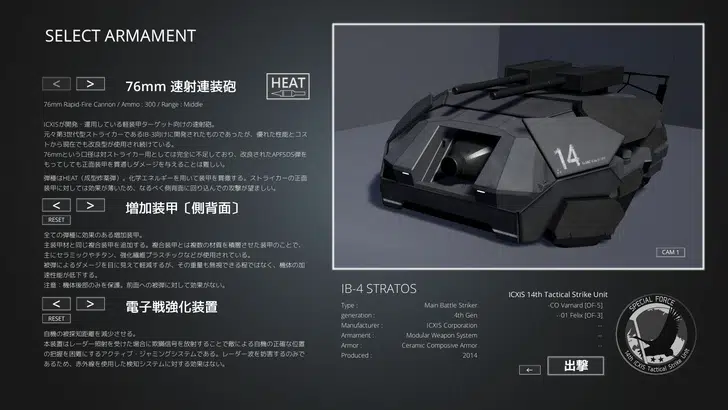 SELECT ARMAMENT
<
>
76mm 速射連装砲
HEAT
76mm Rapid-Fire Cannon / Ammo : 300 / Range : Middle
ICXISが開発・運用している軽装甲ターゲット向けの速射砲。
元々第3世代型ストライカーであるIB-3向けに開発されたものであったが、優れた性能とコスト
から現在でも改良型が使用され続けている。
76mmという口径は対ストライカー用としては完全に不足しており、改良されたAPFSDS弾を
もってしても正面装甲を貫通しダメージを与えることは難しい。
弾種はHEAT（成型炸薬弾）。化学エネルギーを用いて装甲を貫徹する。ストライカーの正面
装甲に対しては効果が薄いため、なるべく側背面に回り込んでの攻撃が望ましい。
<
>
増加装甲〔側背面〕
RESET
全ての弾種に効果のある増加装甲。
主装甲材と同じ複合装甲を追加する。複合装甲とは複数の材質を積層させた装甲のことで、
主にセラミックやチタン、強化繊維プラスチックなどが使用されている。
被弾によるダメージを目に見えて軽減するが、その重量も無視できる程ではなく、機体の加
速性能が低下する。
注意：機体後部のみを保護。前面への被弾に対して効果がない。
<
>
電子戦強化装置
RESET
自機の被探知距離を減少させる。
本装置はレーダー照射を受けた場合に欺瞞信号を放射することで敵による自機の正確な位置
の把握を困難にするアクティブ・ジャミングシステムである。レーダー波を妨害するのみで
あるため、赤外線を使用した検知システムに対する効果はない。
14
CAM 1
IB-4 STRATOS
Type : Main Battle Striker
generation : 4th Gen
Manufacturer : ICXIS Corporation
Armament : Modular Weapon System
Armor : Ceramic Composive Armor
Produced : 2014
ICXIS 14th Tactical Strike Unit
-CO Varnard [OF-5]
- 01 Felix [OF-3]
--
--
--
←
出撃
SPECIAL FORCE
14th ICXIS Tactical Strike Unit